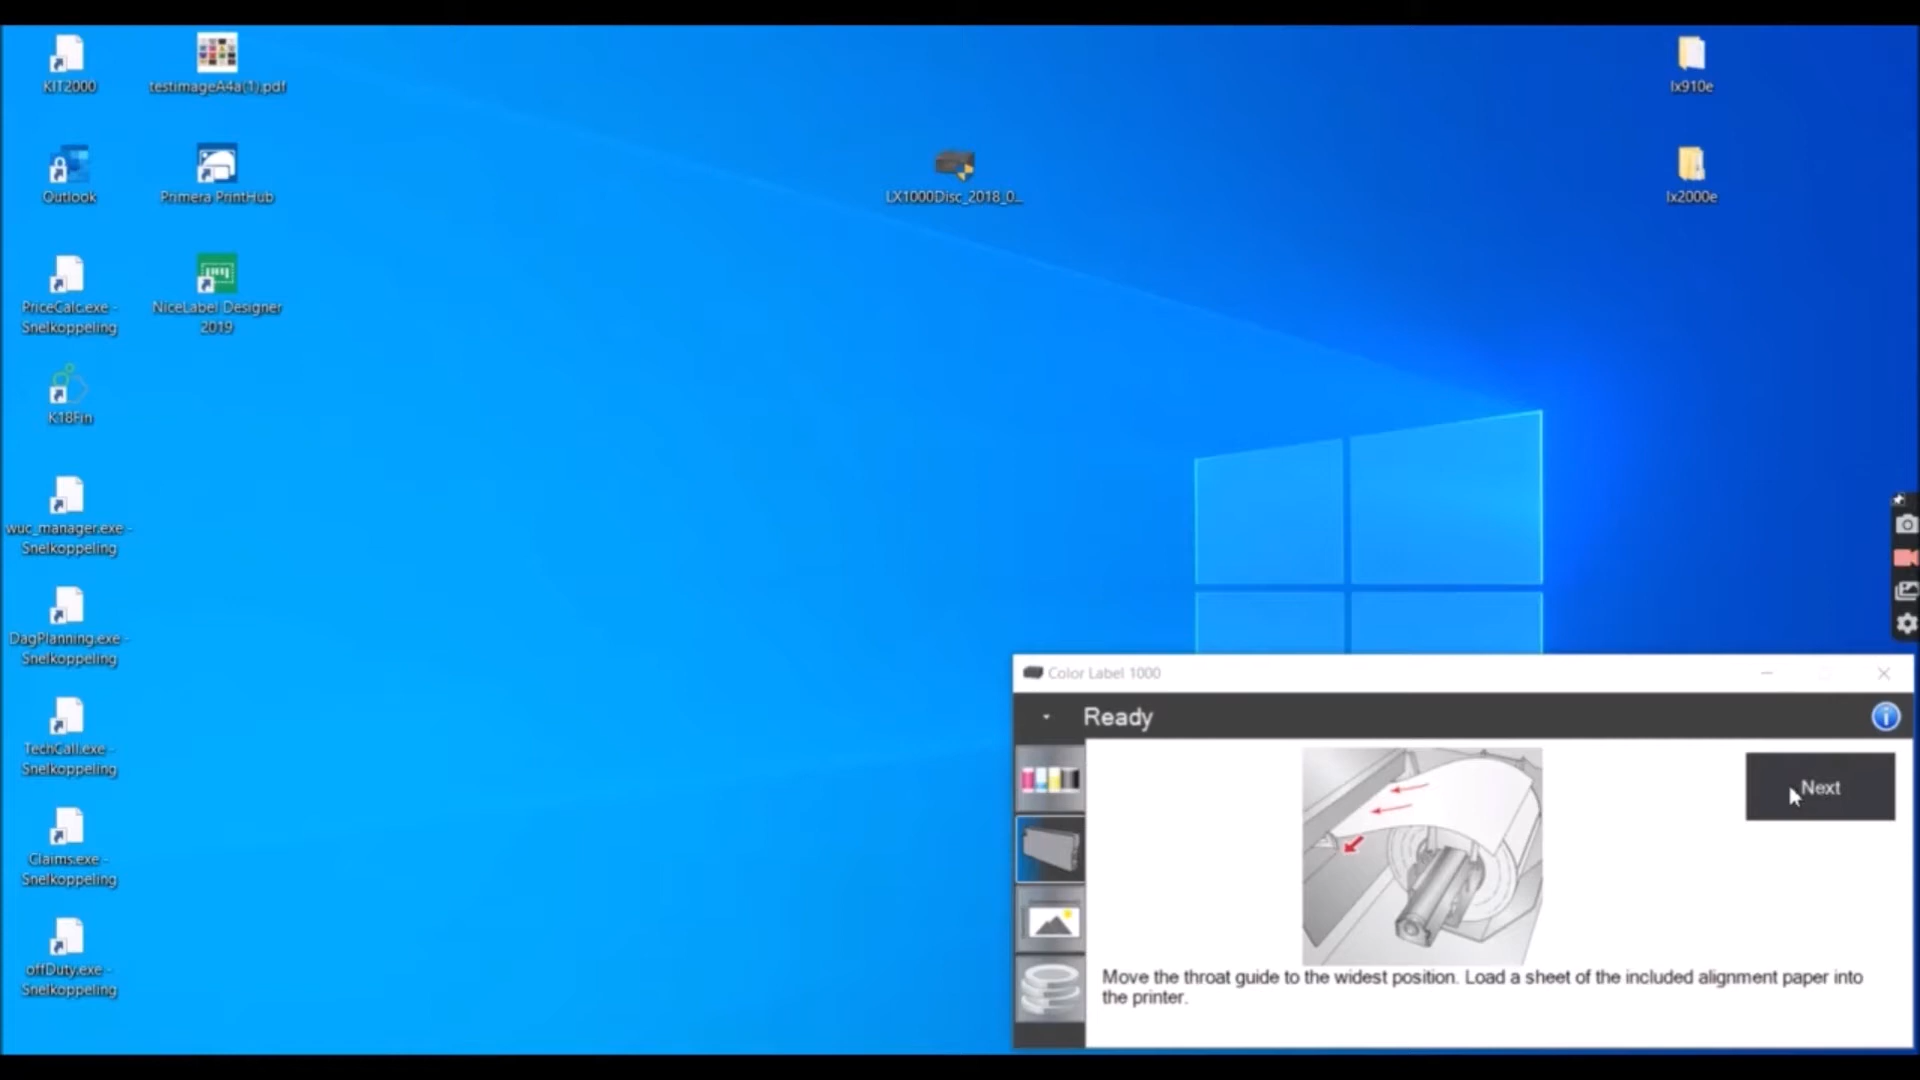 KIT2000
testimageA4a(1).pdf
lx910e
Outlook
Primera PrintHub
LX1000Disc_2018_0...
lx2000e
PriceCalc.exe -
Snelkoppeling
NiceLabel Designer
2019
K18Fin
wuc_manager.exe -
Snelkoppeling
DagPlanning.exe -
Snelkoppeling
TechCall.exe -
Snelkoppeling
Claims.exe -
Snelkoppeling
offDuty.exe -
Snelkoppeling
Color Label 1000
Ready
Next
Move the throat guide to the widest position. Load a sheet of the included alignment paper into
the printer.